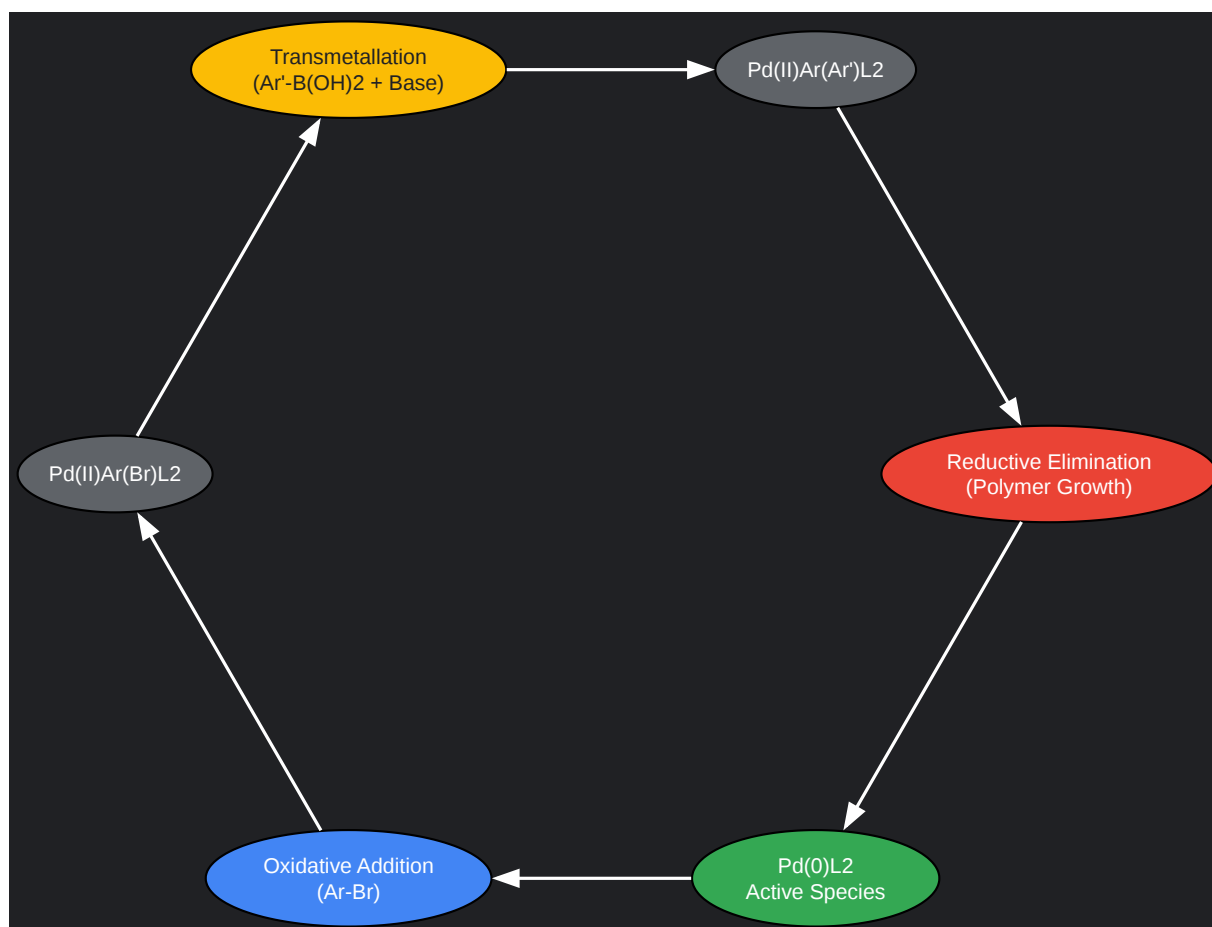 Transmetallation
(Ar'-B(OH)2 + Base)
Pd(II)Ar(Ar')L2
Pd(II)Ar(Br)L2
Reductive Elimination
(Polymer Growth)
Oxidative Addition
(Ar-Br)
Pd(0)L2
Active Species